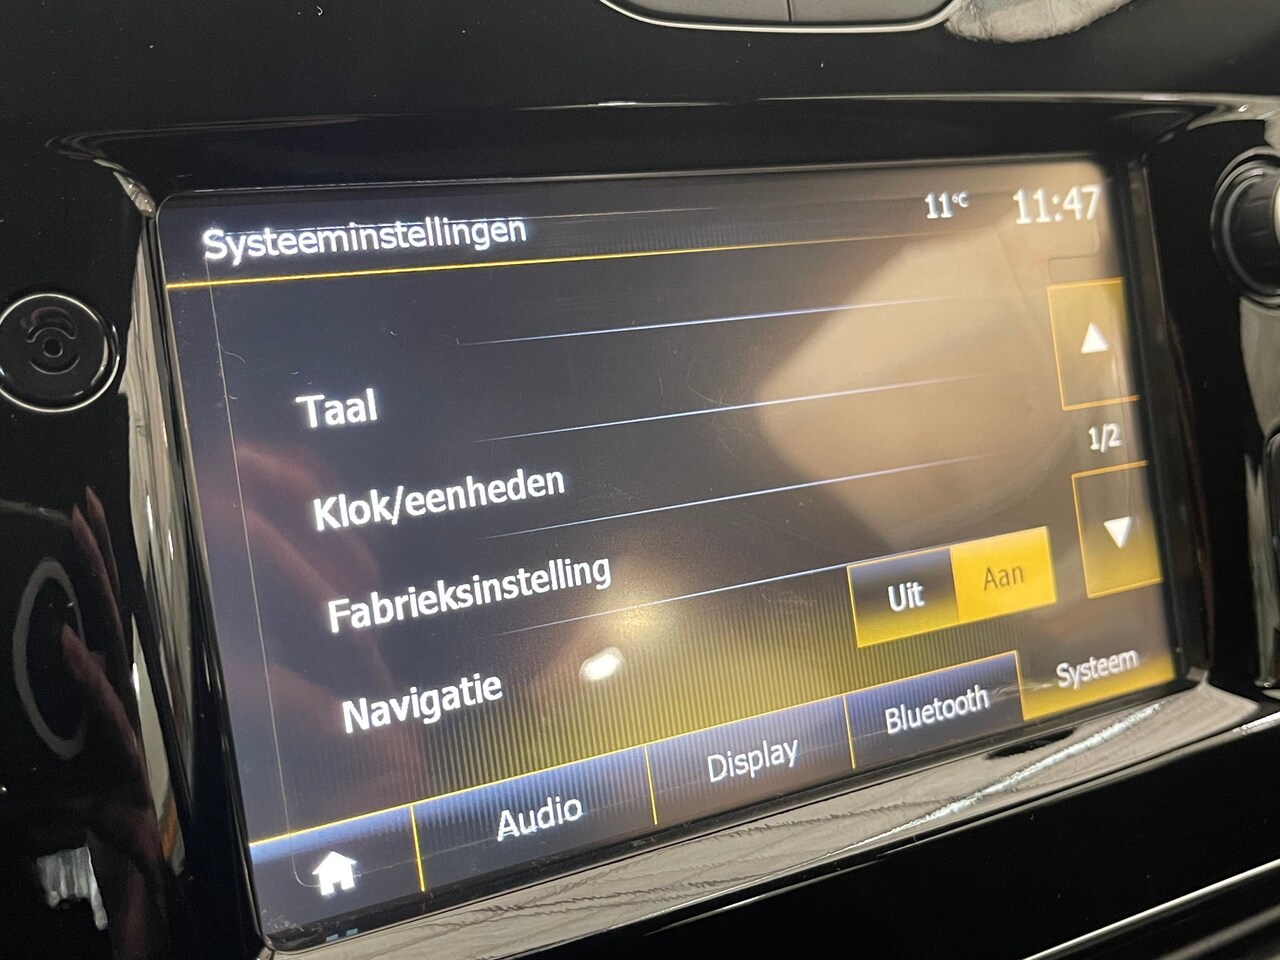 Systeeminstellingen
11°C
11:47
Taal
Klok/eenheden
1/2
Fabrieksinstelling
Navigatie
Uit
Aan
Audio
Display
Bluetooth
Systeem